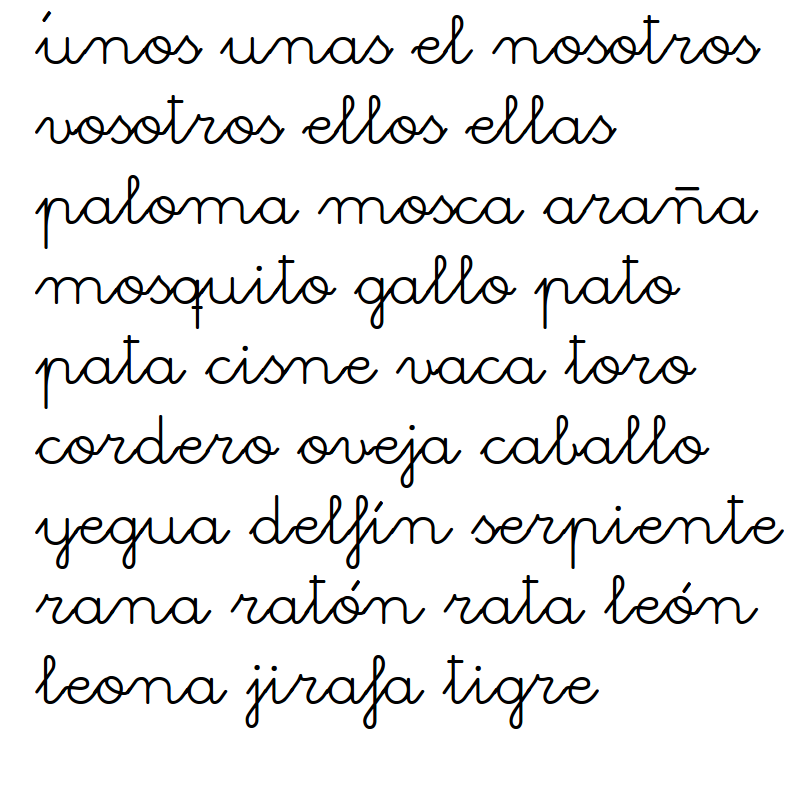 únos unas el nosotros
vosotros ellos ellas
paloma mosca araña
mosquito gallo pato
pata cisne vaca toro
cordero oveja caballo
yegua delfín serpiente
rana ratón rata león
leona jirafa tigre